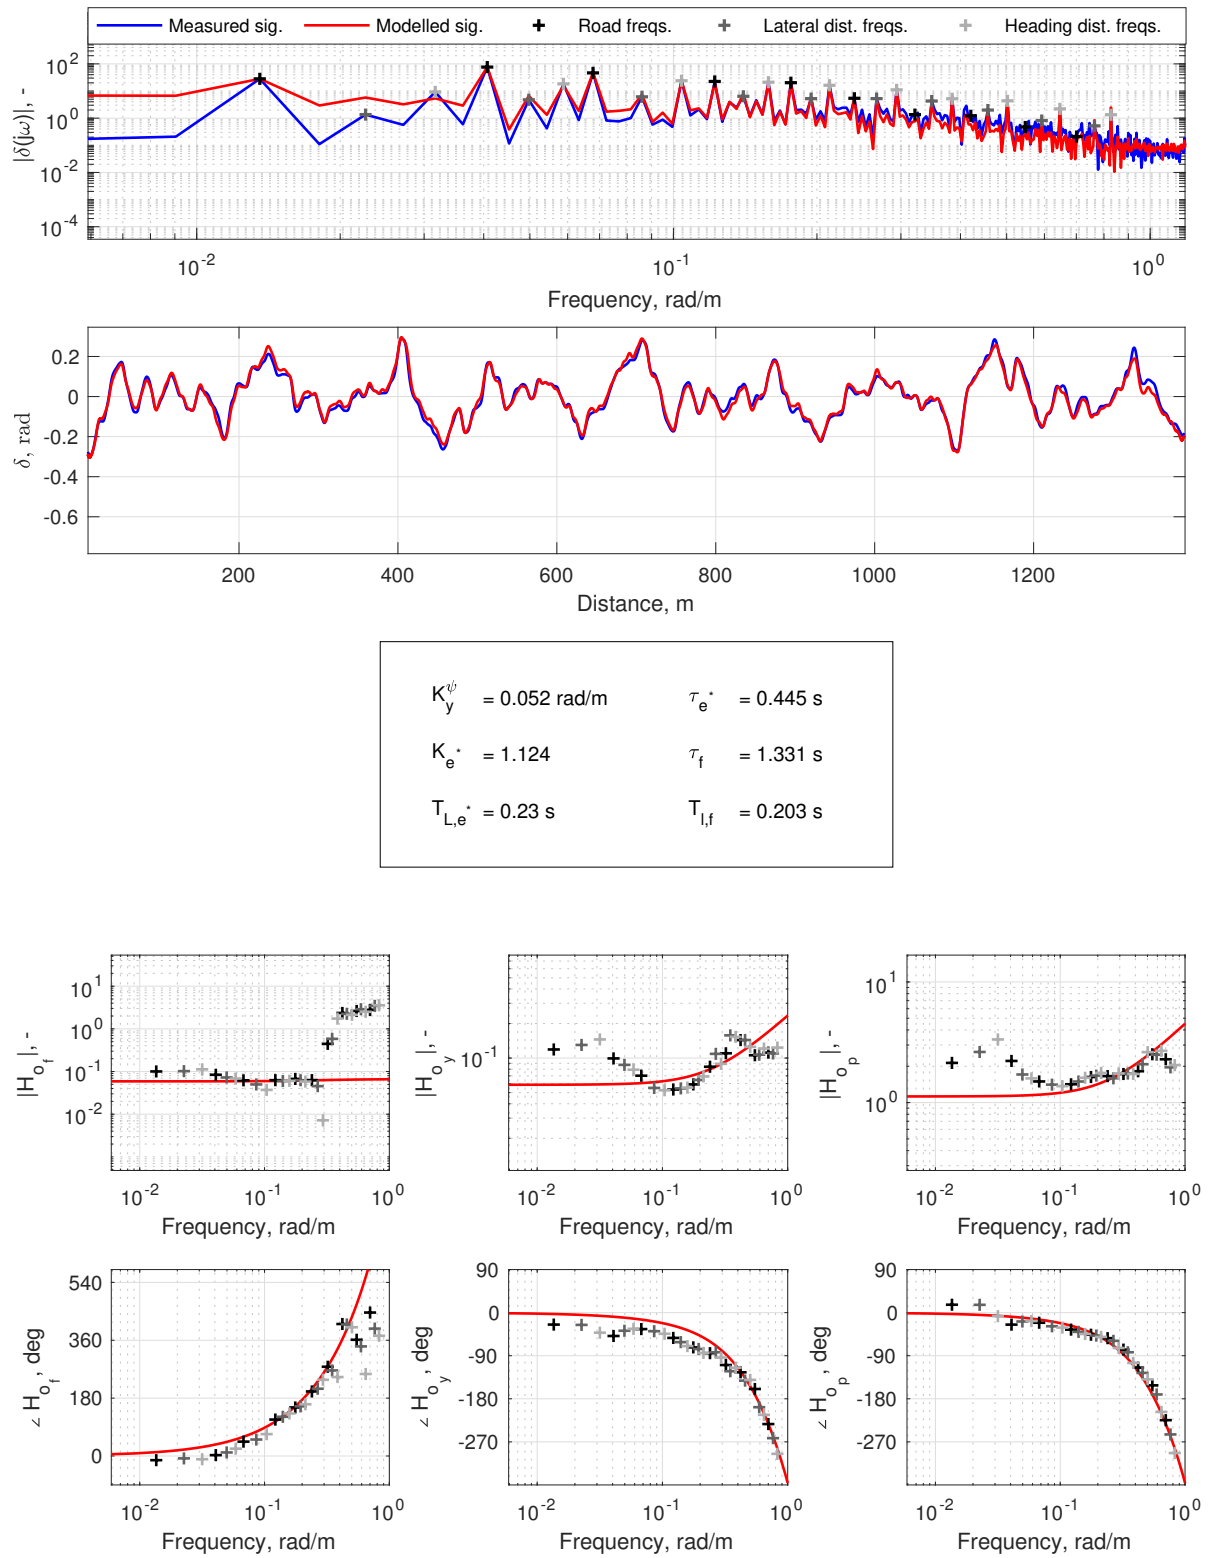 Measured sig. Modelled sig. Road freqs. Lateral dist. freqs. Heading dist. freqs.
|δ(jω)|, -
10^2
10^0
10^-2
10^-4
10^-2 10^-1 10^0
Frequency, rad/m
δ, rad
0.2
0
-0.2
-0.4
-0.6
200 400 600 800 1000 1200
Distance, m
K_y^ψ = 0.052 rad/m τ_e* = 0.445 s
K_e* = 1.124 τ_f = 1.331 s
T_L,e* = 0.23 s T_l,f = 0.203 s
|H_o_f|, -
10^1
10^0
10^-1
10^-2
10^-2 10^-1 10^0
Frequency, rad/m
|H_o_y|, -
10^-1
10^-2 10^-1 10^0
Frequency, rad/m
|H_o_p|, -
10^1
10^0
10^-2 10^-1 10^0
Frequency, rad/m
∠ H_o_f, deg
540
360
180
0
10^-2 10^-1 10^0
Frequency, rad/m
∠ H_o_y, deg
90
0
-90
-180
-270
10^-2 10^-1 10^0
Frequency, rad/m
∠ H_o_p, deg
90
0
-90
-180
-270
10^-2 10^-1 10^0
Frequency, rad/m